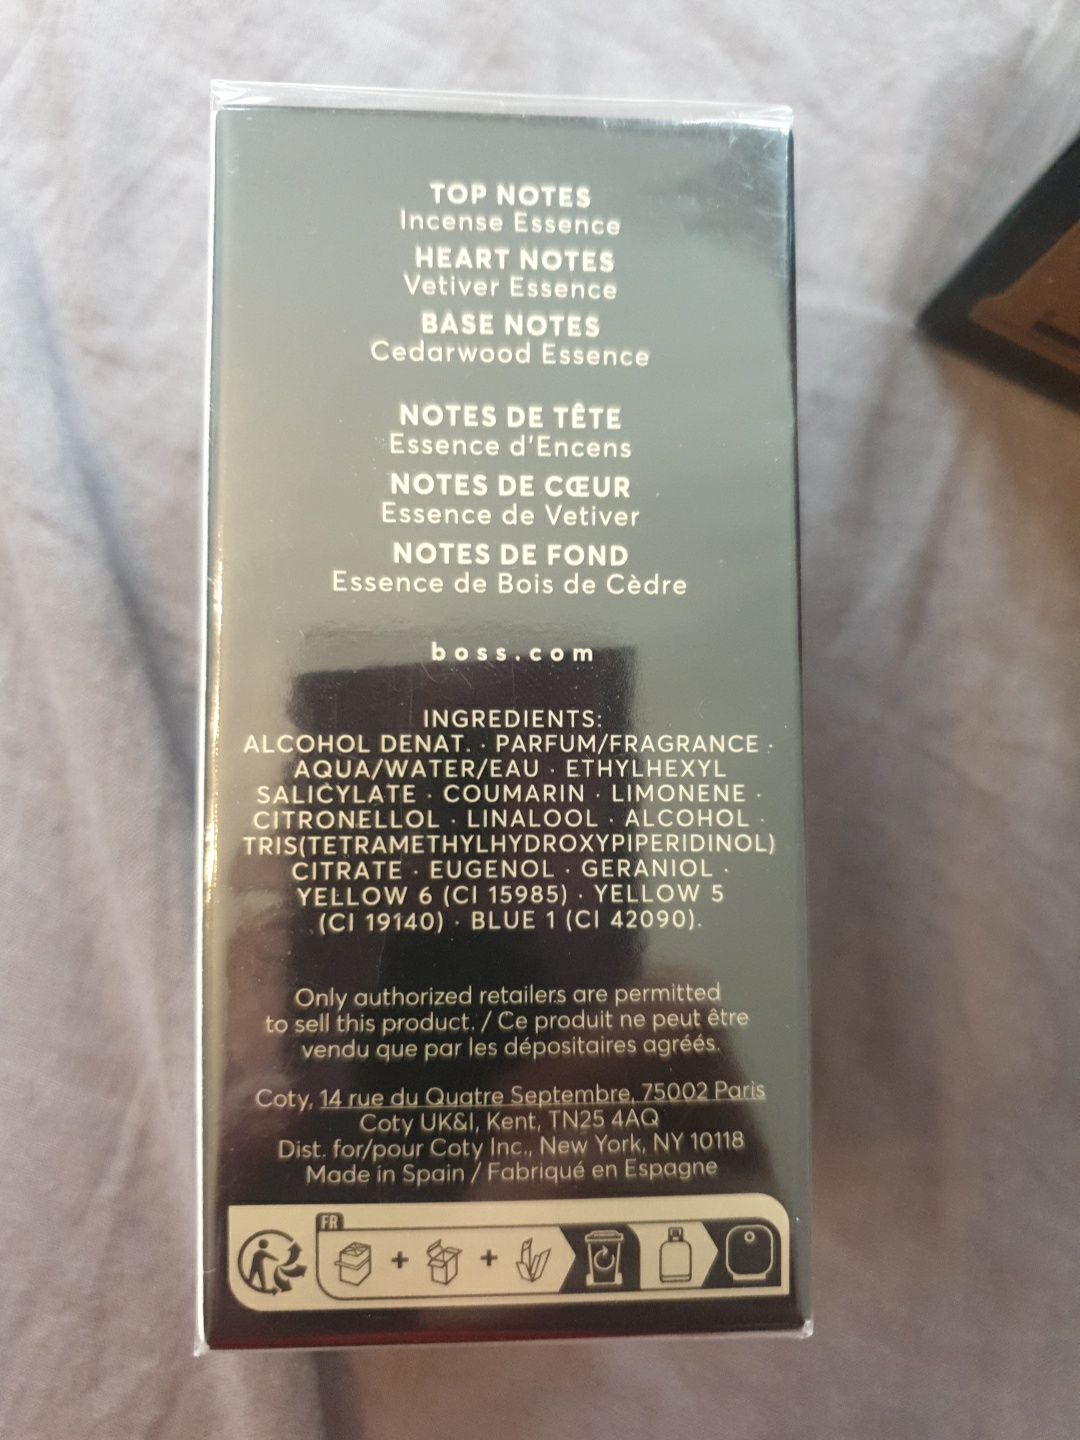 TOP NOTES
Incense Essence
HEART NOTES
Vetiver Essence
BASE NOTES
Cedarwood Essence
NOTES DE TÊTE
Essence d'Encens
NOTES DE CŒUR
Essence de Vetiver
NOTES DE FOND
Essence de Bois de Cèdre
boss.com
INGREDIENTS:
ALCOHOL DENAT. · PARFUM/FRAGRANCE ·
AQUA/WATER/EAU · ETHYLHEXYL
SALICYLATE · COUMARIN · LIMONENE ·
CITRONELLOL · LINALOOL · ALCOHOL ·
TRIS(TETRAMETHYLHYDROXYPIPERIDINOL)
CITRATE · EUGENOL · GERANIOL ·
YELLOW 6 (CI 15985) · YELLOW 5
(CI 19140) · BLUE 1 (CI 42090).
Only authorized retailers are permitted
to sell this product. / Ce produit ne peut être
vendu que par les dépositaires agréés.
Coty, 14 rue du Quatre Septembre, 75002 Paris
Coty UK&I, Kent, TN25 4AQ
Dist. for/pour Coty Inc., New York, NY 10118
Made in Spain / Fabriqué en Espagne
FR
+ +